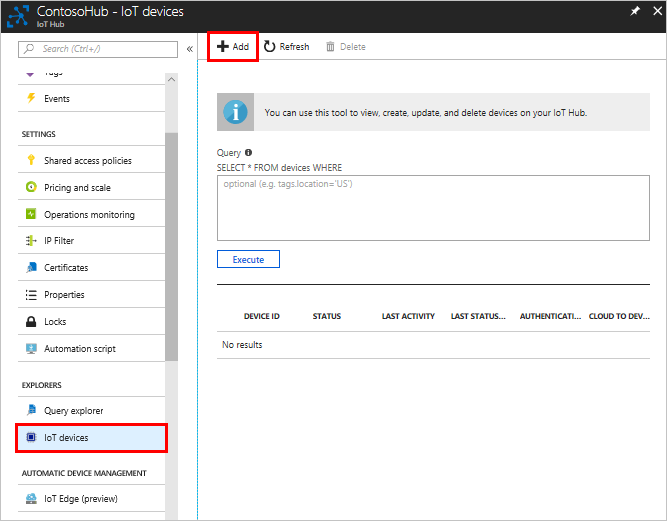 ContosoHub - IoT devices
IoT Hub
Search (Ctrl+/)
Tags
Events
SETTINGS
Shared access policies
Pricing and scale
Operations monitoring
IP Filter
Certificates
Properties
Locks
Automation script
EXPLORERS
Query explorer
IoT devices
AUTOMATIC DEVICE MANAGEMENT
IoT Edge (preview)
Add Refresh Delete
You can use this tool to view, create, update, and delete devices on your IoT Hub.
Query
SELECT * FROM devices WHERE
optional (e.g. tags.location='US')
Execute
DEVICE ID STATUS LAST ACTIVITY LAST STATUS... AUTHENTICATI... CLOUD TO DEV...
No results